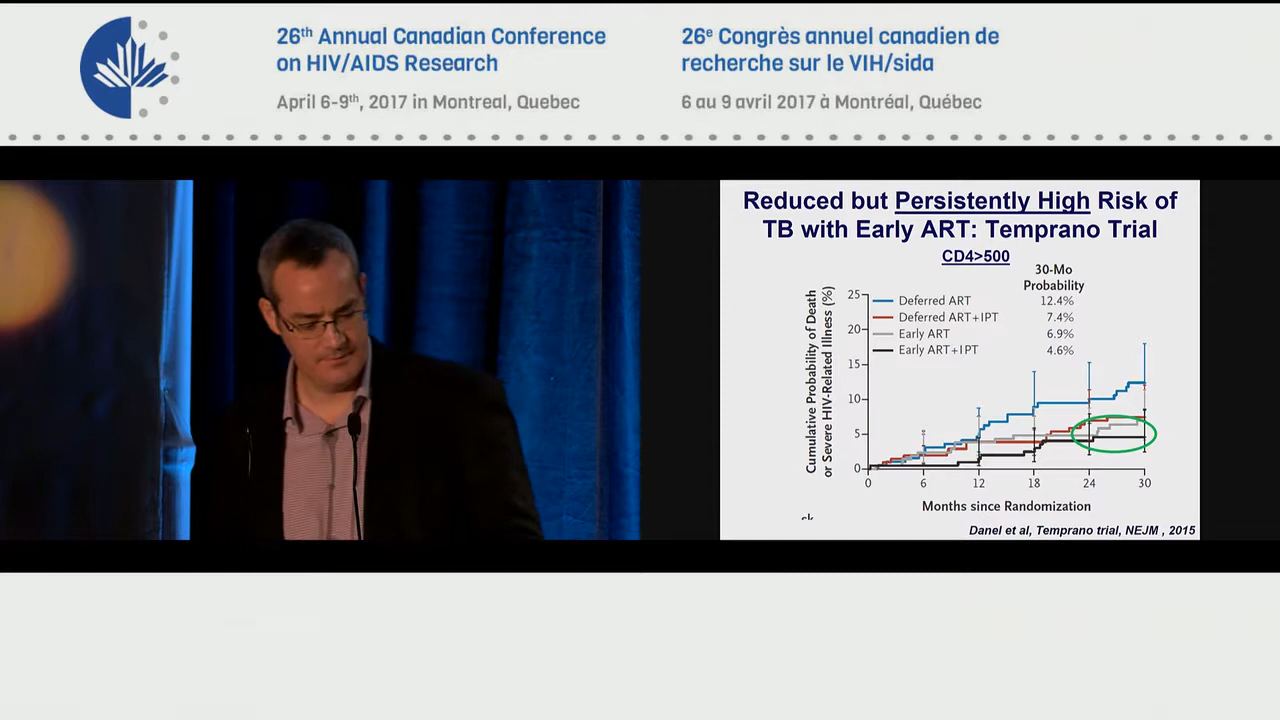 26th Annual Canadian Conference
on HIV/AIDS Research
April 6-9th, 2017 in Montreal, Quebec
26e Congrès annuel canadien de
recherche sur le VIH/sida
6 au 9 avril 2017 à Montréal, Québec
Reduced but Persistently High Risk of
TB with Early ART: Temprano Trial
CD4>500
30-Mo
Probability
Deferred ART 12.4%
Deferred ART+IPT 7.4%
Early ART 6.9%
Early ART+IPT 4.6%
Cumulative Probability of Death
or Severe HIV-Related Illness (%)
25
20
15
10
5
0
0 6 12 18 24 30
Months since Randomization
Danel et al, Temprano trial, NEJM , 2015